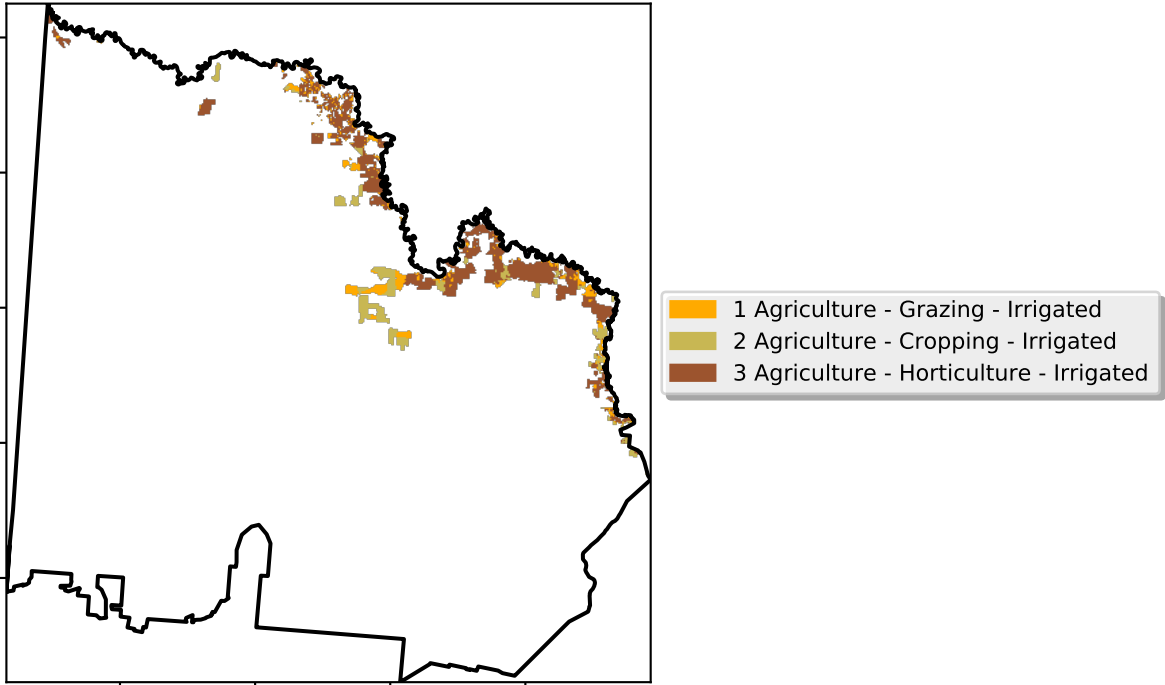 1 Agriculture - Grazing - Irrigated
2 Agriculture - Cropping - Irrigated
3 Agriculture - Horticulture - Irrigated